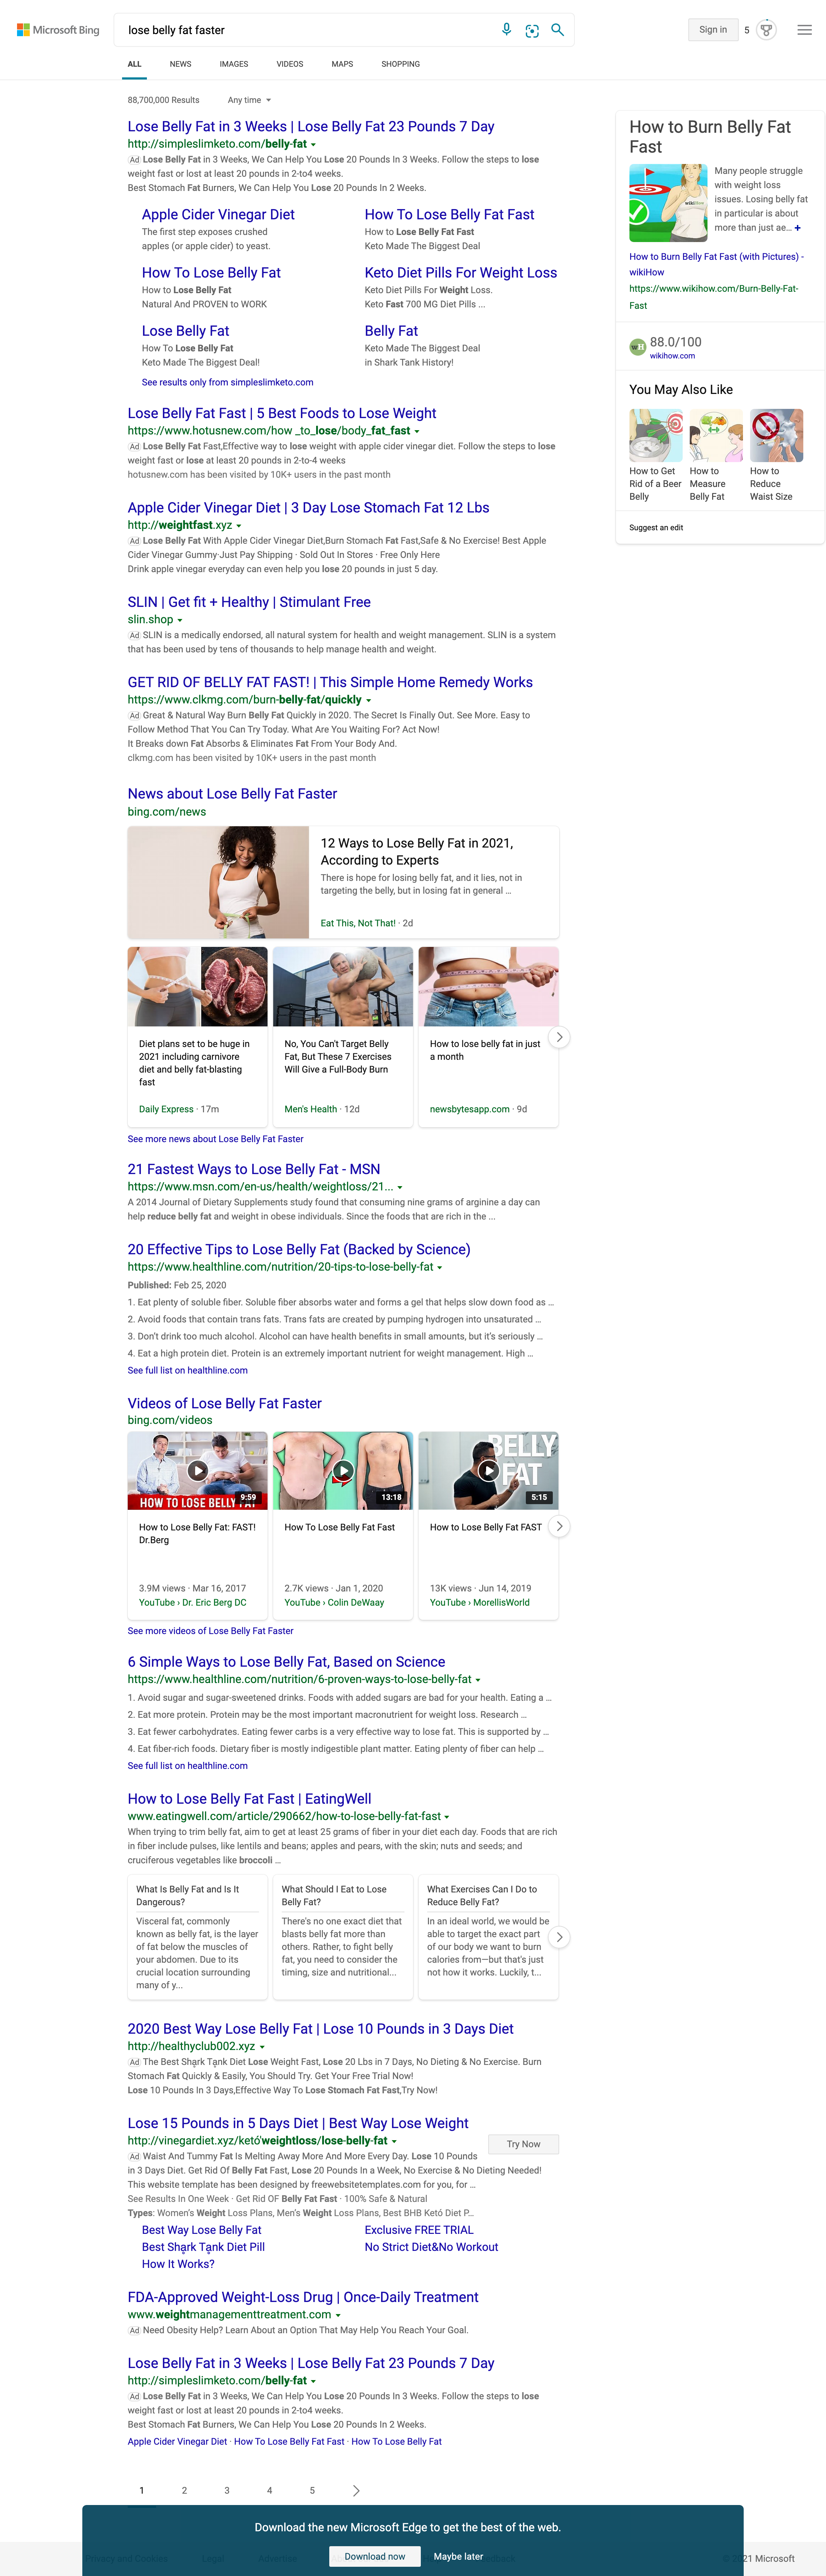 Microsoft Bing
lose belly fat faster
Sign in
5
ALL
NEWS
IMAGES
VIDEOS
MAPS
SHOPPING
88,700,000 Results
Any time
Lose Belly Fat in 3 Weeks | Lose Belly Fat 23 Pounds 7 Day
http://simpleslimketo.com/belly-fat
Ad Lose Belly Fat in 3 Weeks, We Can Help You Lose 20 Pounds In 3 Weeks. Follow the steps to lose
weight fast or lost at least 20 pounds in 2-to4 weeks.
Best Stomach Fat Burners, We Can Help You Lose 20 Pounds In 2 Weeks.
Apple Cider Vinegar Diet
The first step exposes crushed
apples (or apple cider) to yeast.
How To Lose Belly Fat Fast
How to Lose Belly Fat Fast
Keto Made The Biggest Deal
How To Lose Belly Fat
How to Lose Belly Fat
Natural And PROVEN to WORK
Keto Diet Pills For Weight Loss
Keto Diet Pills For Weight Loss.
Keto Fast 700 MG Diet Pills ...
Lose Belly Fat
How To Lose Belly Fat
Keto Made The Biggest Deal!
Belly Fat
Keto Made The Biggest Deal
in Shark Tank History!
See results only from simpleslimketo.com
Lose Belly Fat Fast | 5 Best Foods to Lose Weight
https://www.hotusnew.com/how _to_lose/body_fat_fast
Ad Lose Belly Fat Fast,Effective way to lose weight with apple cider vinegar diet. Follow the steps to lose
weight fast or lose at least 20 pounds in 2-to-4 weeks
hotusnew.com has been visited by 10K+ users in the past month
Apple Cider Vinegar Diet | 3 Day Lose Stomach Fat 12 Lbs
http://weightfast.xyz
Ad Lose Belly Fat With Apple Cider Vinegar Diet,Burn Stomach Fat Fast,Safe & No Exercise! Best Apple
Cider Vinegar Gummy·Just Pay Shipping · Sold Out In Stores · Free Only Here
Drink apple vinegar everyday can even help you lose 20 pounds in just 5 day.
SLIN | Get fit + Healthy | Stimulant Free
slin.shop
Ad SLIN is a medically endorsed, all natural system for health and weight management. SLIN is a system
that has been used by tens of thousands to help manage health and weight.
GET RID OF BELLY FAT FAST! | This Simple Home Remedy Works
https://www.clkmg.com/burn-belly-fat/quickly
Ad Great & Natural Way Burn Belly Fat Quickly in 2020. The Secret Is Finally Out. See More. Easy to
Follow Method That You Can Try Today. What Are You Waiting For? Act Now!
It Breaks down Fat Absorbs & Eliminates Fat From Your Body And.
clkmg.com has been visited by 10K+ users in the past month
News about Lose Belly Fat Faster
bing.com/news
12 Ways to Lose Belly Fat in 2021,
According to Experts
There is hope for losing belly fat, and it lies, not in
targeting the belly, but in losing fat in general ...
Eat This, Not That! · 2d
Diet plans set to be huge in
2021 including carnivore
diet and belly fat-blasting
fast
Daily Express · 17m
No, You Can't Target Belly
Fat, But These 7 Exercises
Will Give a Full-Body Burn
Men's Health · 12d
How to lose belly fat in just
a month
newsbytesapp.com · 9d
See more news about Lose Belly Fat Faster
21 Fastest Ways to Lose Belly Fat - MSN
https://www.msn.com/en-us/health/weightloss/21...
A 2014 Journal of Dietary Supplements study found that consuming nine grams of arginine a day can
help reduce belly fat and weight in obese individuals. Since the foods that are rich in the ...
20 Effective Tips to Lose Belly Fat (Backed by Science)
https://www.healthline.com/nutrition/20-tips-to-lose-belly-fat
Published: Feb 25, 2020
1. Eat plenty of soluble fiber. Soluble fiber absorbs water and forms a gel that helps slow down food as ...
2. Avoid foods that contain trans fats. Trans fats are created by pumping hydrogen into unsaturated ...
3. Don't drink too much alcohol. Alcohol can have health benefits in small amounts, but it's seriously ...
4. Eat a high protein diet. Protein is an extremely important nutrient for weight management. High ...
See full list on healthline.com
Videos of Lose Belly Fat Faster
bing.com/videos
HOW TO LOSE BELLY FAT
9:59
How to Lose Belly Fat: FAST!
Dr.Berg
3.9M views · Mar 16, 2017
YouTube › Dr. Eric Berg DC
13:18
How To Lose Belly Fat Fast
2.7K views · Jan 1, 2020
YouTube › Colin DeWaay
BELLY
FAT
5:15
How to Lose Belly Fat FAST
13K views · Jun 14, 2019
YouTube › MorellisWorld
See more videos of Lose Belly Fat Faster
6 Simple Ways to Lose Belly Fat, Based on Science
https://www.healthline.com/nutrition/6-proven-ways-to-lose-belly-fat
1. Avoid sugar and sugar-sweetened drinks. Foods with added sugars are bad for your health. Eating a ...
2. Eat more protein. Protein may be the most important macronutrient for weight loss. Research ...
3. Eat fewer carbohydrates. Eating fewer carbs is a very effective way to lose fat. This is supported by ...
4. Eat fiber-rich foods. Dietary fiber is mostly indigestible plant matter. Eating plenty of fiber can help ...
See full list on healthline.com
How to Lose Belly Fat Fast | EatingWell
www.eatingwell.com/article/290662/how-to-lose-belly-fat-fast
When trying to trim belly fat, aim to get at least 25 grams of fiber in your diet each day. Foods that are rich
in fiber include pulses, like lentils and beans; apples and pears, with the skin; nuts and seeds; and
cruciferous vegetables like broccoli ...
What Is Belly Fat and Is It
Dangerous?
Visceral fat, commonly
known as belly fat, is the layer
of fat below the muscles of
your abdomen. Due to its
crucial location surrounding
many of y...
What Should I Eat to Lose
Belly Fat?
There's no one exact diet that
blasts belly fat more than
others. Rather, to fight belly
fat, you need to consider the
timing, size and nutritional...
What Exercises Can I Do to
Reduce Belly Fat?
In an ideal world, we would be
able to target the exact part
of our body we want to burn
calories from—but that's just
not how it works. Luckily, t...
2020 Best Way Lose Belly Fat | Lose 10 Pounds in 3 Days Diet
http://healthyclub002.xyz
Ad The Best Shąrk Tąnk Diet Lose Weight Fast, Lose 20 Lbs in 7 Days, No Dieting & No Exercise. Burn
Stomach Fat Quickly & Easily, You Should Try. Get Your Free Trial Now!
Lose 10 Pounds In 3 Days,Effective Way To Lose Stomach Fat Fast,Try Now!
Lose 15 Pounds in 5 Days Diet | Best Way Lose Weight
http://vinegardiet.xyz/ketó'weightloss/lose-belly-fat
Try Now
Ad Waist And Tummy Fat Is Melting Away More And More Every Day. Lose 10 Pounds
in 3 Days Diet. Get Rid Of Belly Fat Fast, Lose 20 Pounds In a Week, No Exercise & No Dieting Needed!
This website template has been designed by freewebsitetemplates.com for you, for ...
See Results In One Week · Get Rid OF Belly Fat Fast · 100% Safe & Natural
Types: Women's Weight Loss Plans, Men's Weight Loss Plans, Best BHB Ketó Diet P...
Best Way Lose Belly Fat
Exclusive FREE TRIAL
Best Shąrk Tąnk Diet Pill
No Strict Diet&No Workout
How It Works?
FDA-Approved Weight-Loss Drug | Once-Daily Treatment
www.weightmanagementtreatment.com
Ad Need Obesity Help? Learn About an Option That May Help You Reach Your Goal.
Lose Belly Fat in 3 Weeks | Lose Belly Fat 23 Pounds 7 Day
http://simpleslimketo.com/belly-fat
Ad Lose Belly Fat in 3 Weeks, We Can Help You Lose 20 Pounds In 3 Weeks. Follow the steps to lose
weight fast or lost at least 20 pounds in 2-to4 weeks.
Best Stomach Fat Burners, We Can Help You Lose 20 Pounds In 2 Weeks.
Apple Cider Vinegar Diet · How To Lose Belly Fat Fast · How To Lose Belly Fat
1 2 3 4 5
How to Burn Belly Fat
Fast
wikiHow
Many people struggle
with weight loss
issues. Losing belly fat
in particular is about
more than just ae... +
How to Burn Belly Fat Fast (with Pictures) -
wikiHow
https://www.wikihow.com/Burn-Belly-Fat-
Fast
wH
88.0/100
wikihow.com
You May Also Like
How to Get
Rid of a Beer
Belly
How to
Measure
Belly Fat
How to
Reduce
Waist Size
Suggest an edit
Download the new Microsoft Edge to get the best of the web.
Download now
Maybe later
21 Microsoft